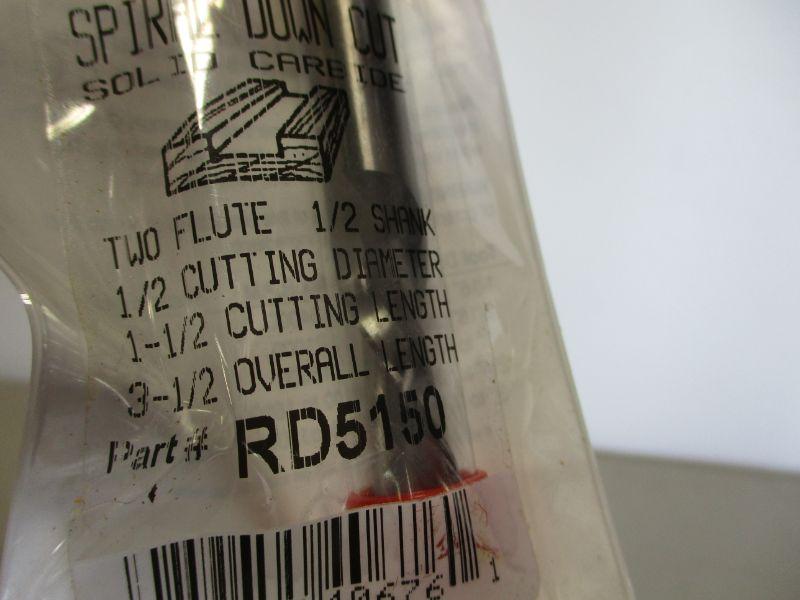 SPIRAL DOWN CUT
SOLID CARBIDE
TWO FLUTE 1/2 SHANK
1/2 CUTTING DIAMETER
1-1/2 CUTTING LENGTH
3-1/2 OVERALL LENGTH
Part# RD5150
1